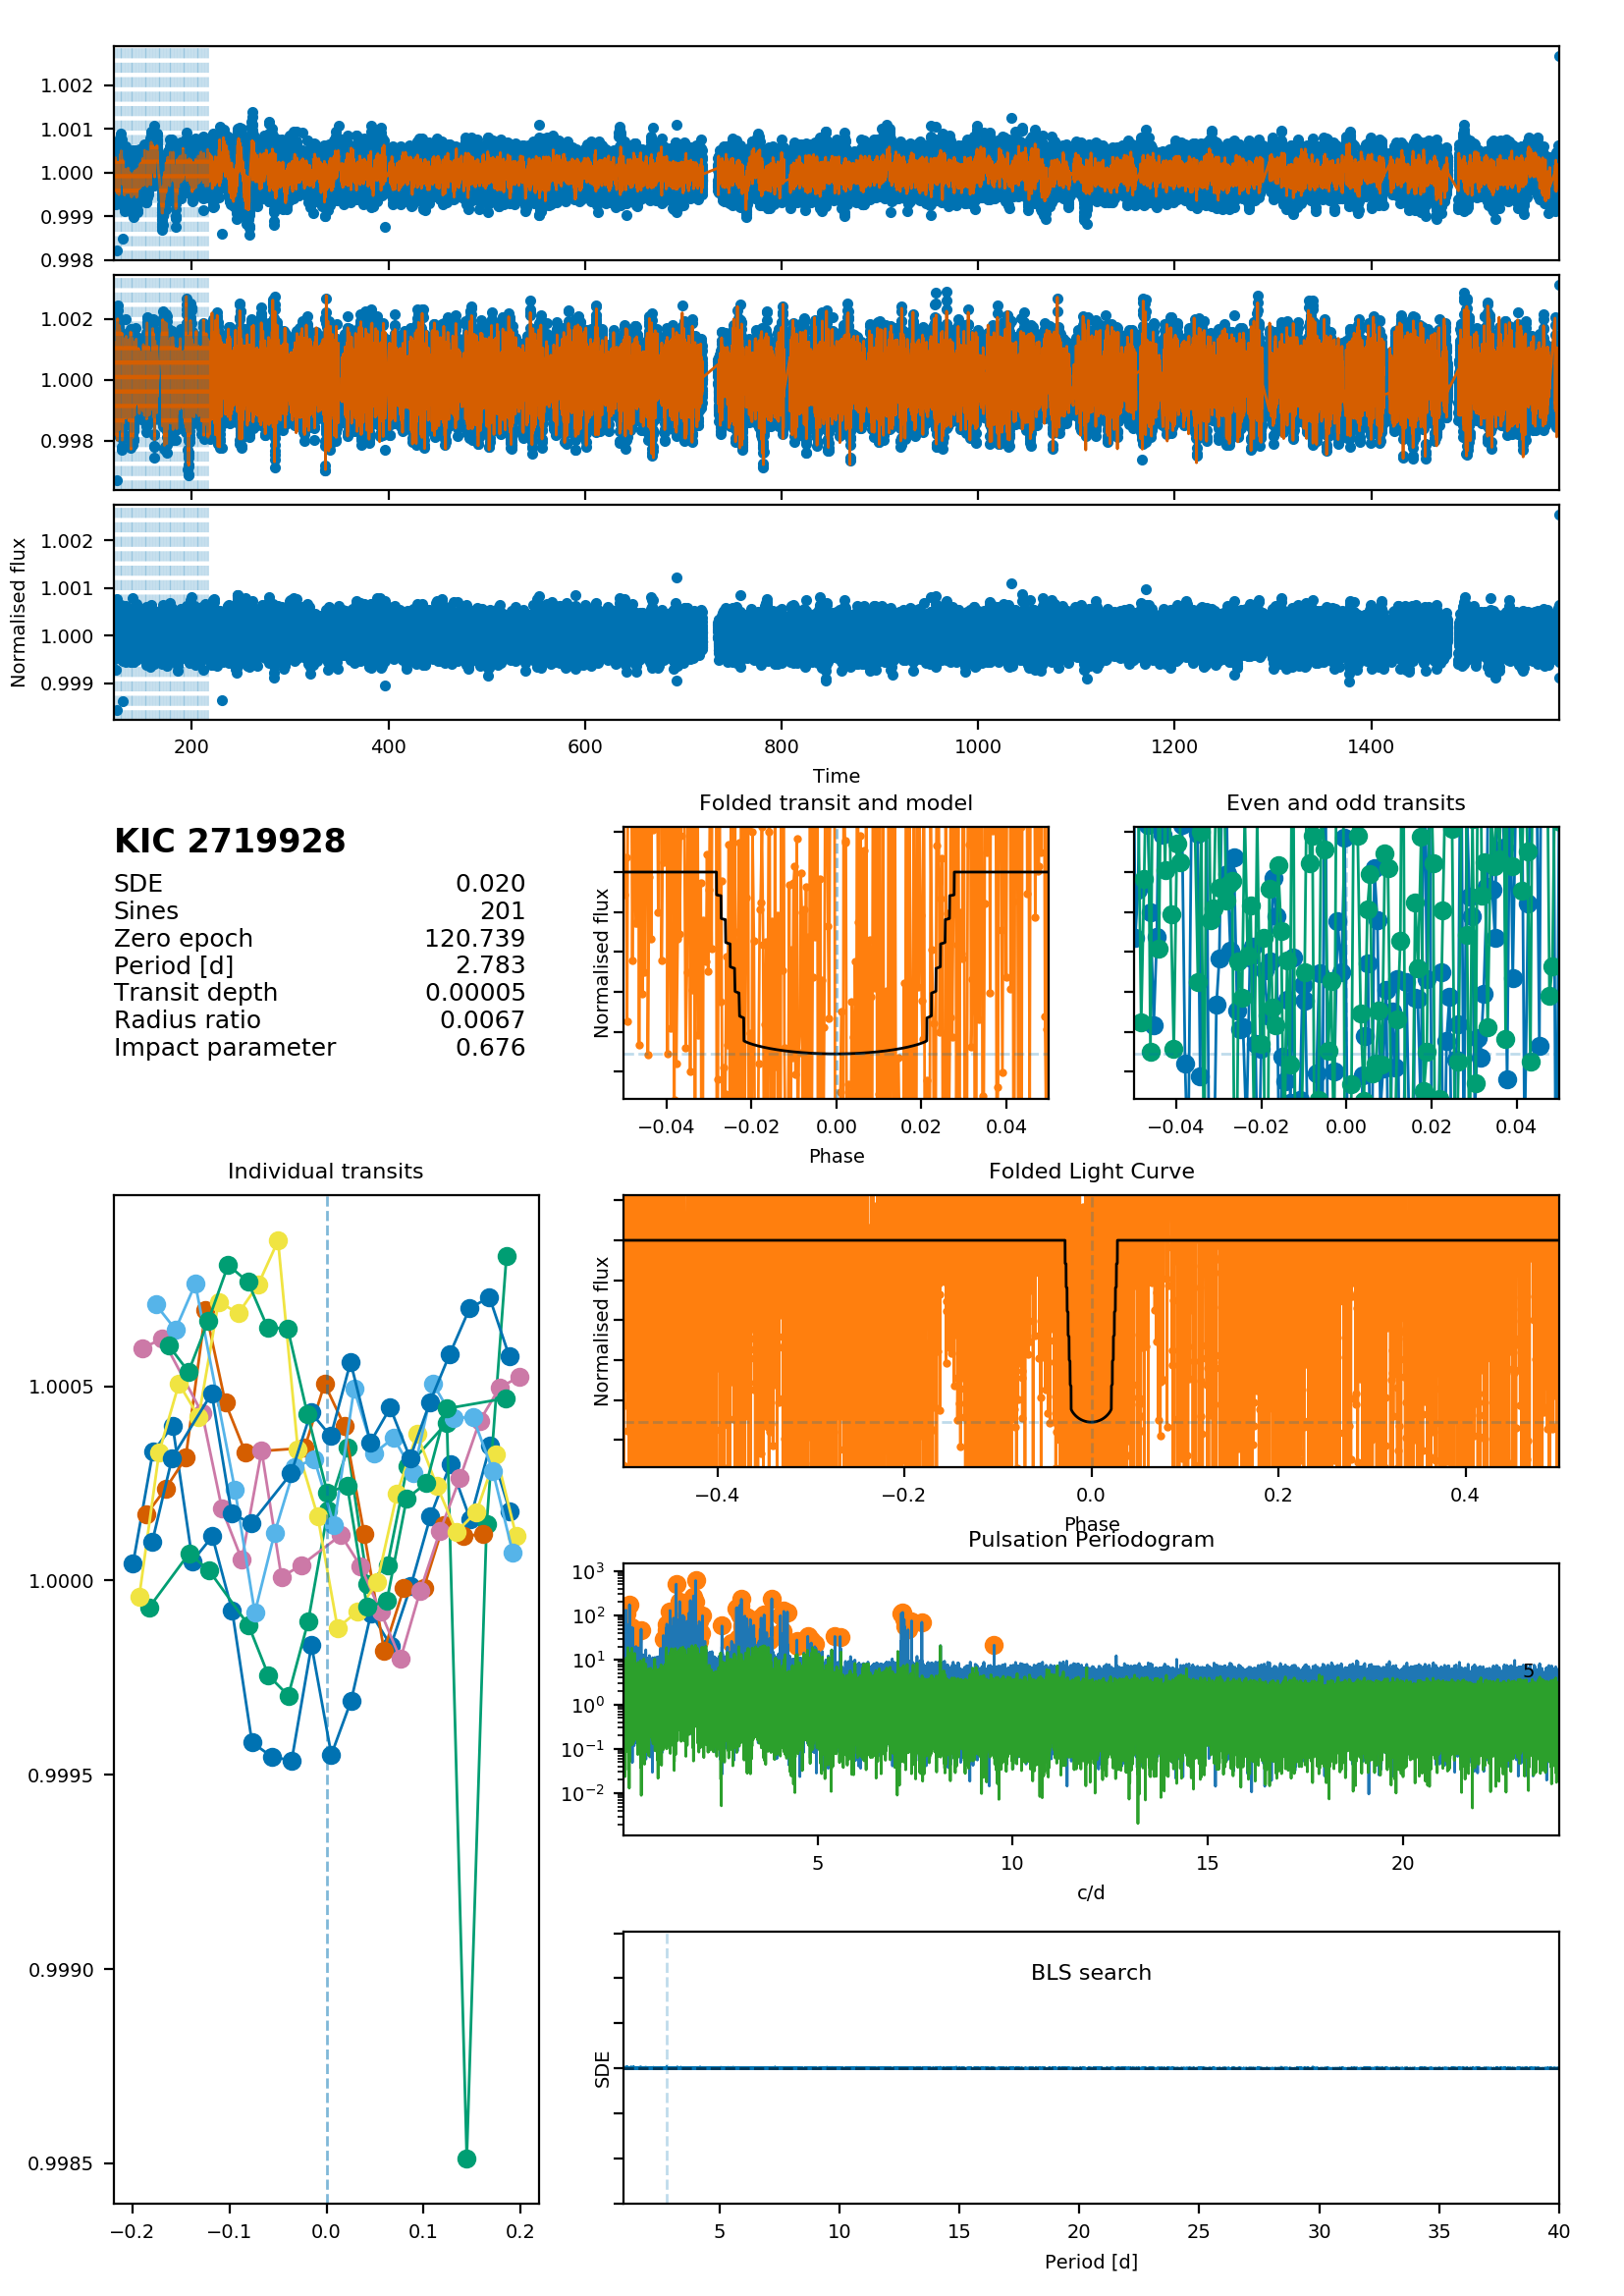 1.002
1.001
1.000
0.999
0.998
1.002
1.000
0.998
1.002
1.001
1.000
0.999
Normalised flux
200 400 600 800 1000 1200 1400
Time
KIC 2719928
SDE 0.020
Sines 201
Zero epoch 120.739
Period [d] 2.783
Transit depth 0.00005
Radius ratio 0.0067
Impact parameter 0.676
Folded transit and model
Normalised flux
−0.04 −0.02 0.00 0.02 0.04
Phase
Even and odd transits
−0.04 −0.02 0.00 0.02 0.04
Individual transits
1.0005
1.0000
0.9995
0.9990
0.9985
−0.2 −0.1 0.0 0.1 0.2
Folded Light Curve
Normalised flux
−0.4 −0.2 0.0 0.2 0.4
Phase
Pulsation Periodogram
10³
10²
10¹
10⁰
10⁻¹
10⁻²
5
5 10 15 20
c/d
BLS search
SDE
5 10 15 20 25 30 35 40
Period [d]